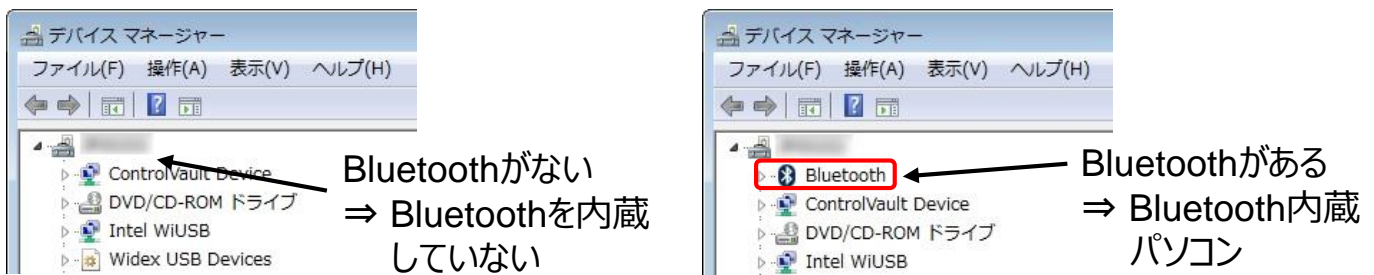 デバイス マネージャー
ファイル(F) 操作(A) 表示(V) ヘルプ(H)
ControlVault Device
DVD/CD-ROM ドライブ
Intel WiUSB
Widex USB Devices
Bluetoothがない
⇒ Bluetoothを内蔵
していない
デバイス マネージャー
ファイル(F) 操作(A) 表示(V) ヘルプ(H)
Bluetooth
ControlVault Device
DVD/CD-ROM ドライブ
Intel WiUSB
Bluetoothがある
⇒ Bluetooth内蔵
パソコン